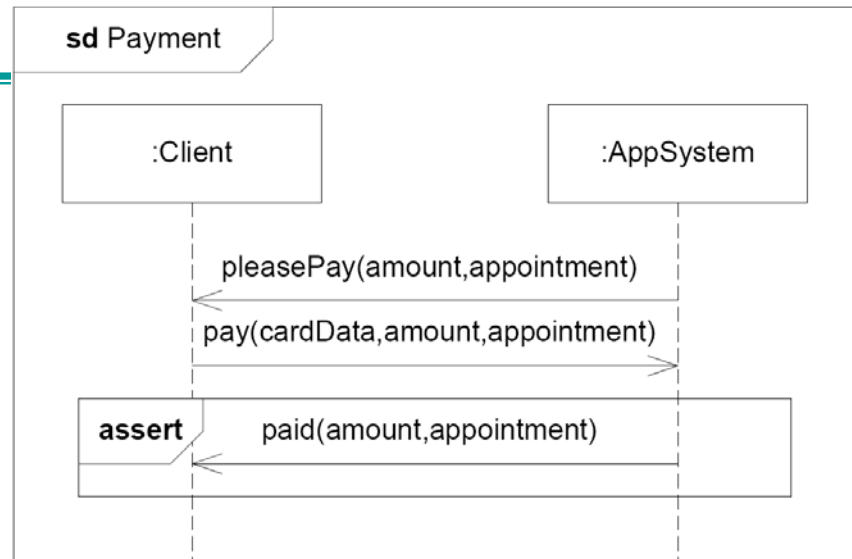 sd Payment
:Client
:AppSystem
pleasePay(amount,appointment)
pay(cardData,amount,appointment)
assert
paid(amount,appointment)